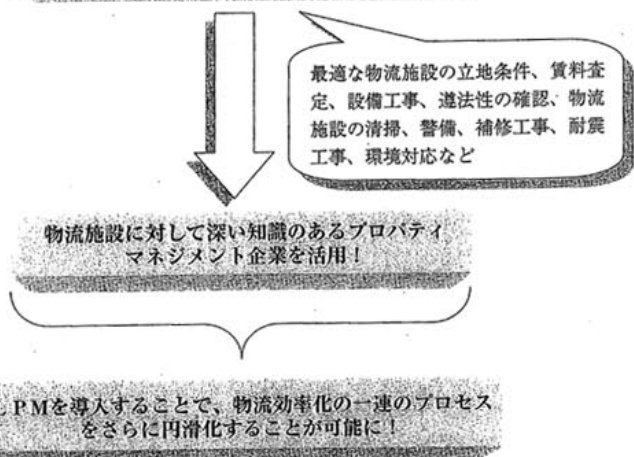 最適な物流施設の立地条件、賃料査
定、設備工事、遵法性の確認、物流
施設の清掃、警備、補修工事、耐震
工事、環境対応など
物流施設に対して深い知識のあるプロパティ
マネジメント企業を活用！
ＰＭを導入することで、物流効率化の一連のプロセス
をさらに円滑化することが可能に！